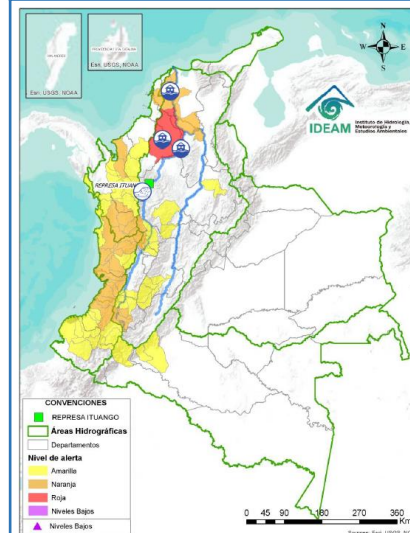 Esri, USGS, NOAA
Esri, USGS, NOAA
N
W E
S
IDEAM
Instituto de Hidrología,
Meteorología y
Estudios Ambientales
REPRESA ITUANGO
CONVENCIONES
REPRESA ITUANGO
Áreas Hidrográficas
Departamentos
Nivel de alerta
Amarilla
Naranja
Roja
Niveles Bajos
Niveles Bajos
0 45 90 180 270 360
Km